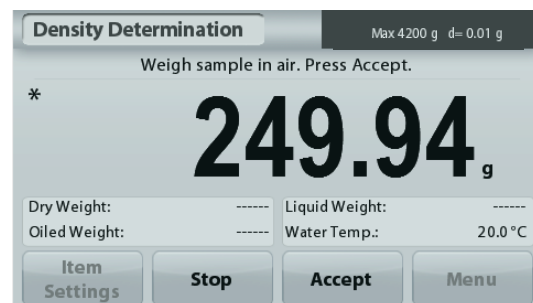 Density Determination
Max 4200 g d= 0.01 g
Weigh sample in air. Press Accept.
*
249.94 g
Dry Weight: ------ Liquid Weight: ------
Oiled Weight: ------ Water Temp.: 20.0 °C
Item Settings Stop Accept Menu